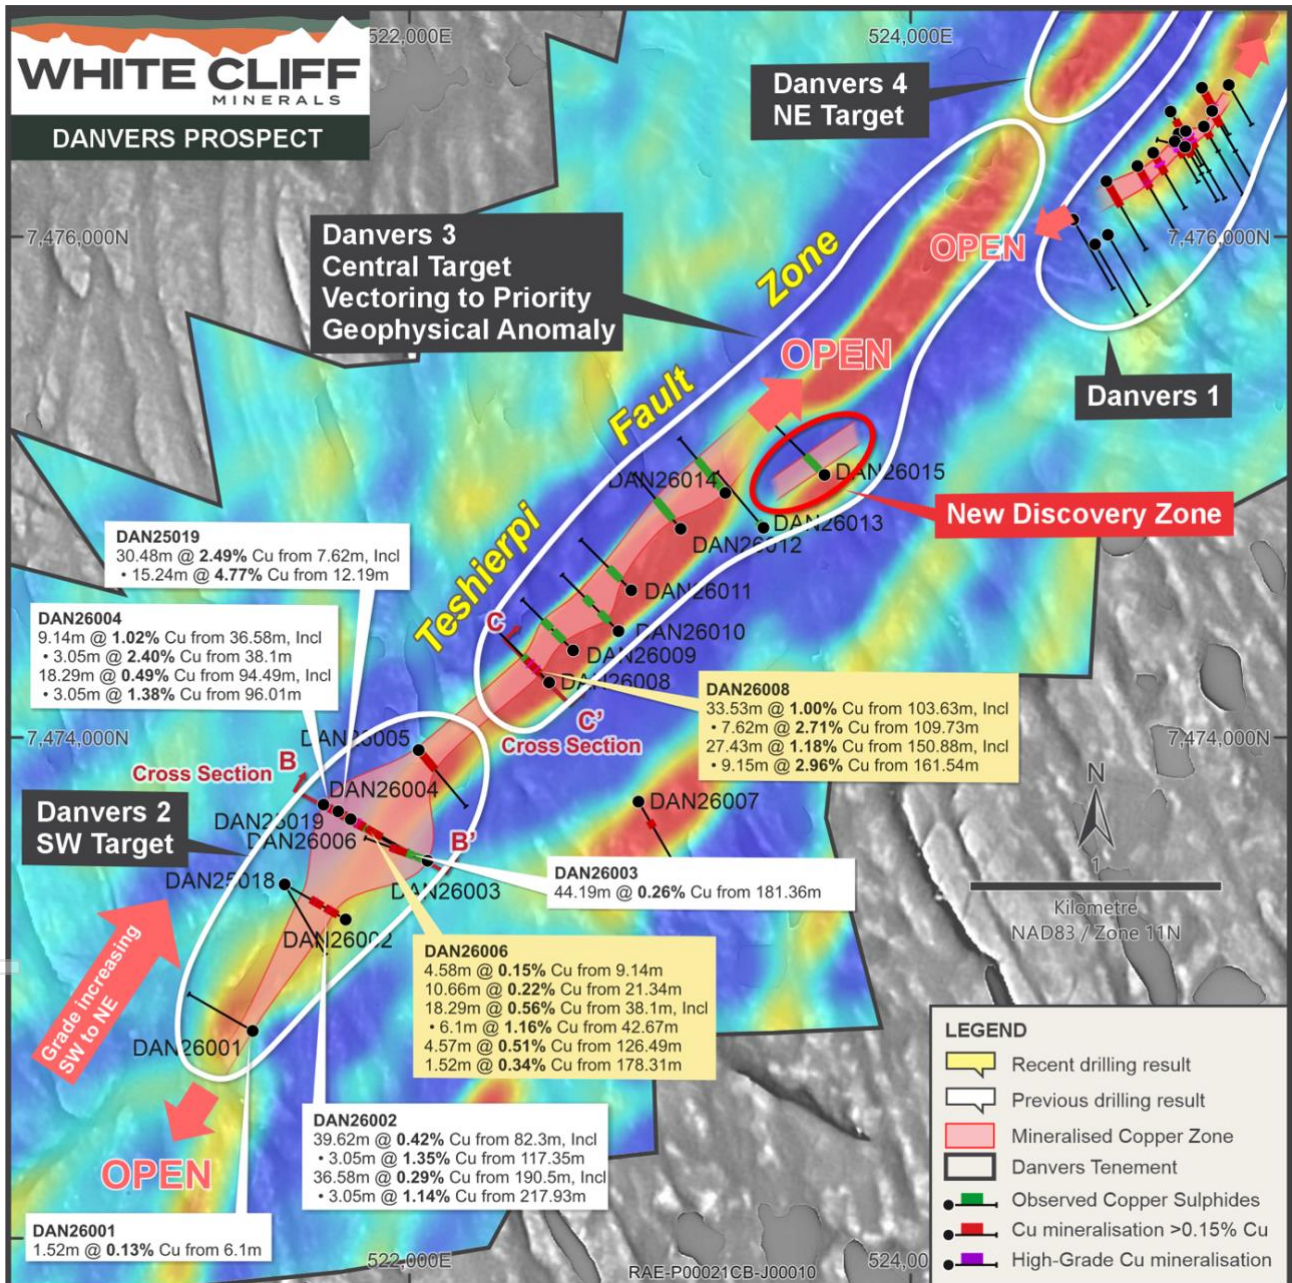 WHITE CLIFF
MINERALS
DANVERS PROSPECT
522,000E
524,000E
Danvers 4
NE Target
7,476,000N
7,476,000N
Danvers 3
Central Target
Vectoring to Priority
Geophysical Anomaly
Zone
OPEN
OPEN
Danvers 1
Fault
DAN26014
DAN26015
New Discovery Zone
DAN26013
DAN26012
Teshierpi
DAN25019
30.48m @ 2.49% Cu from 7.62m, Incl
• 15.24m @ 4.77% Cu from 12.19m
DAN26011
DAN26004
9.14m @ 1.02% Cu from 36.58m, Incl
• 3.05m @ 2.40% Cu from 38.1m
18.29m @ 0.49% Cu from 94.49m, Incl
• 3.05m @ 1.38% Cu from 96.01m
C
DAN26010
DAN26009
DAN26008
C'
Cross Section
DAN26008
33.53m @ 1.00% Cu from 103.63m, Incl
• 7.62m @ 2.71% Cu from 109.73m
27.43m @ 1.18% Cu from 150.88m, Incl
• 9.15m @ 2.96% Cu from 161.54m
7,474,000N
7,474,000N
DAN26005
Cross Section B
DAN26004
DAN26019
DAN26006
B'
DAN26007
N
1
Kilometre
NAD83 / Zone 11N
Danvers 2
SW Target
DAN25018
DAN26003
DAN26003
44.19m @ 0.26% Cu from 181.36m
DAN26002
Grade increasing
SW to NE
DAN26006
4.58m @ 0.15% Cu from 9.14m
10.66m @ 0.22% Cu from 21.34m
18.29m @ 0.56% Cu from 38.1m, Incl
• 6.1m @ 1.16% Cu from 42.67m
4.57m @ 0.51% Cu from 126.49m
1.52m @ 0.34% Cu from 178.31m
DAN26001
OPEN
DAN26002
39.62m @ 0.42% Cu from 82.3m, Incl
• 3.05m @ 1.35% Cu from 117.35m
36.58m @ 0.29% Cu from 190.5m, Incl
• 3.05m @ 1.14% Cu from 217.93m
DAN26001
1.52m @ 0.13% Cu from 6.1m
LEGEND
Recent drilling result
Previous drilling result
Mineralised Copper Zone
Danvers Tenement
Observed Copper Sulphides
Cu mineralisation >0.15% Cu
High-Grade Cu mineralisation
522,000E
524,00
RAE-P00021CB-J00010